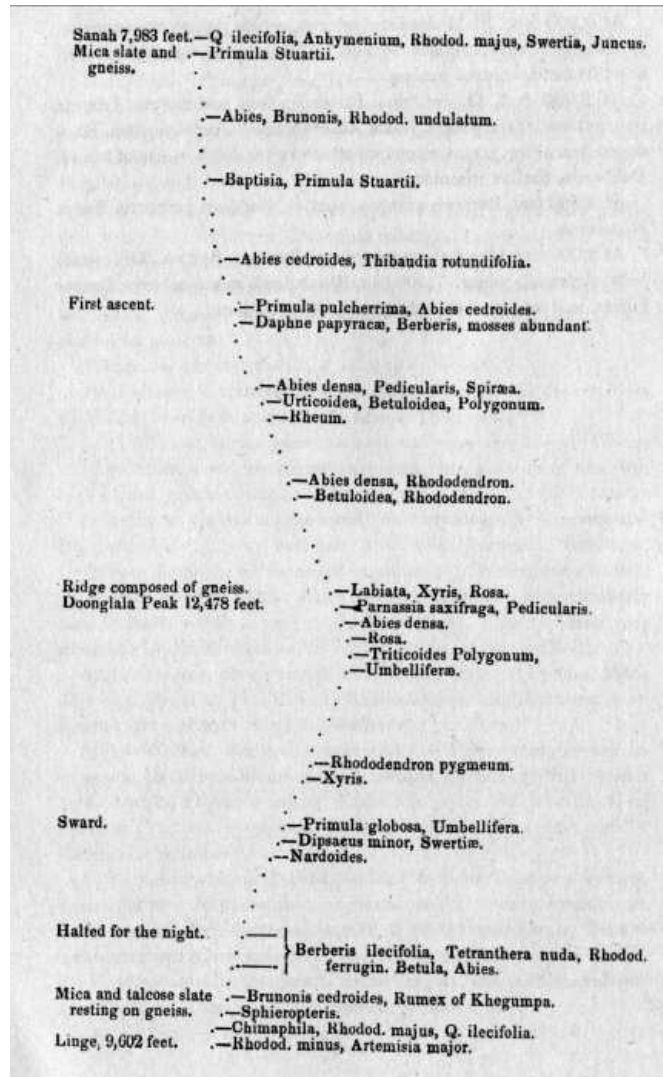 Sanah 7,983 feet.—Q ilecifolia, Anhymenium, Rhodod. majus, Swertia, Juncus.
Mica slate and .—Primula Stuartii.
gneiss.
.—Abies, Brunonis, Rhodod. undulatum.
.—Baptisia, Primula Stuartii.
.—Abies cedroides, Thibaudia rotundifolia.
First ascent. .—Primula pulcherrima, Abies cedroides.
.—Daphne papyracæ, Berberis, mosses abundant.
.—Abies densa, Pedicularis, Spiræa.
.—Urticoidea, Betuloidea, Polygonum.
.—Rheum.
.—Abies densa, Rhododendron.
.—Betuloidea, Rhododendron.
Ridge composed of gneiss. .—Labiata, Xyris, Rosa.
Doonglala Peak 12,478 feet. .—Parnassia saxifraga, Pedicularis.
.—Abies densa.
.—Rosa.
.—Triticoides Polygonum,
.—Umbelliferæ.
.—Rhododendron pygmeum.
.—Xyris.
Sward. .—Primula globosa, Umbellifera.
.—Dipsacus minor, Swertiæ.
.—Nardoides.
Halted for the night.
Berberis ilecifolia, Tetranthera nuda, Rhodod.
ferrugin. Betula, Abies.
Mica and talcose slate .—Brunonis cedroides, Rumex of Khegumpa.
resting on gneiss. .—Sphieropteris.
.—Chimaphila, Rhodod. majus, Q. ilecifolia.
Linge, 9,602 feet. .—Rhodod. minus, Artemisia major.